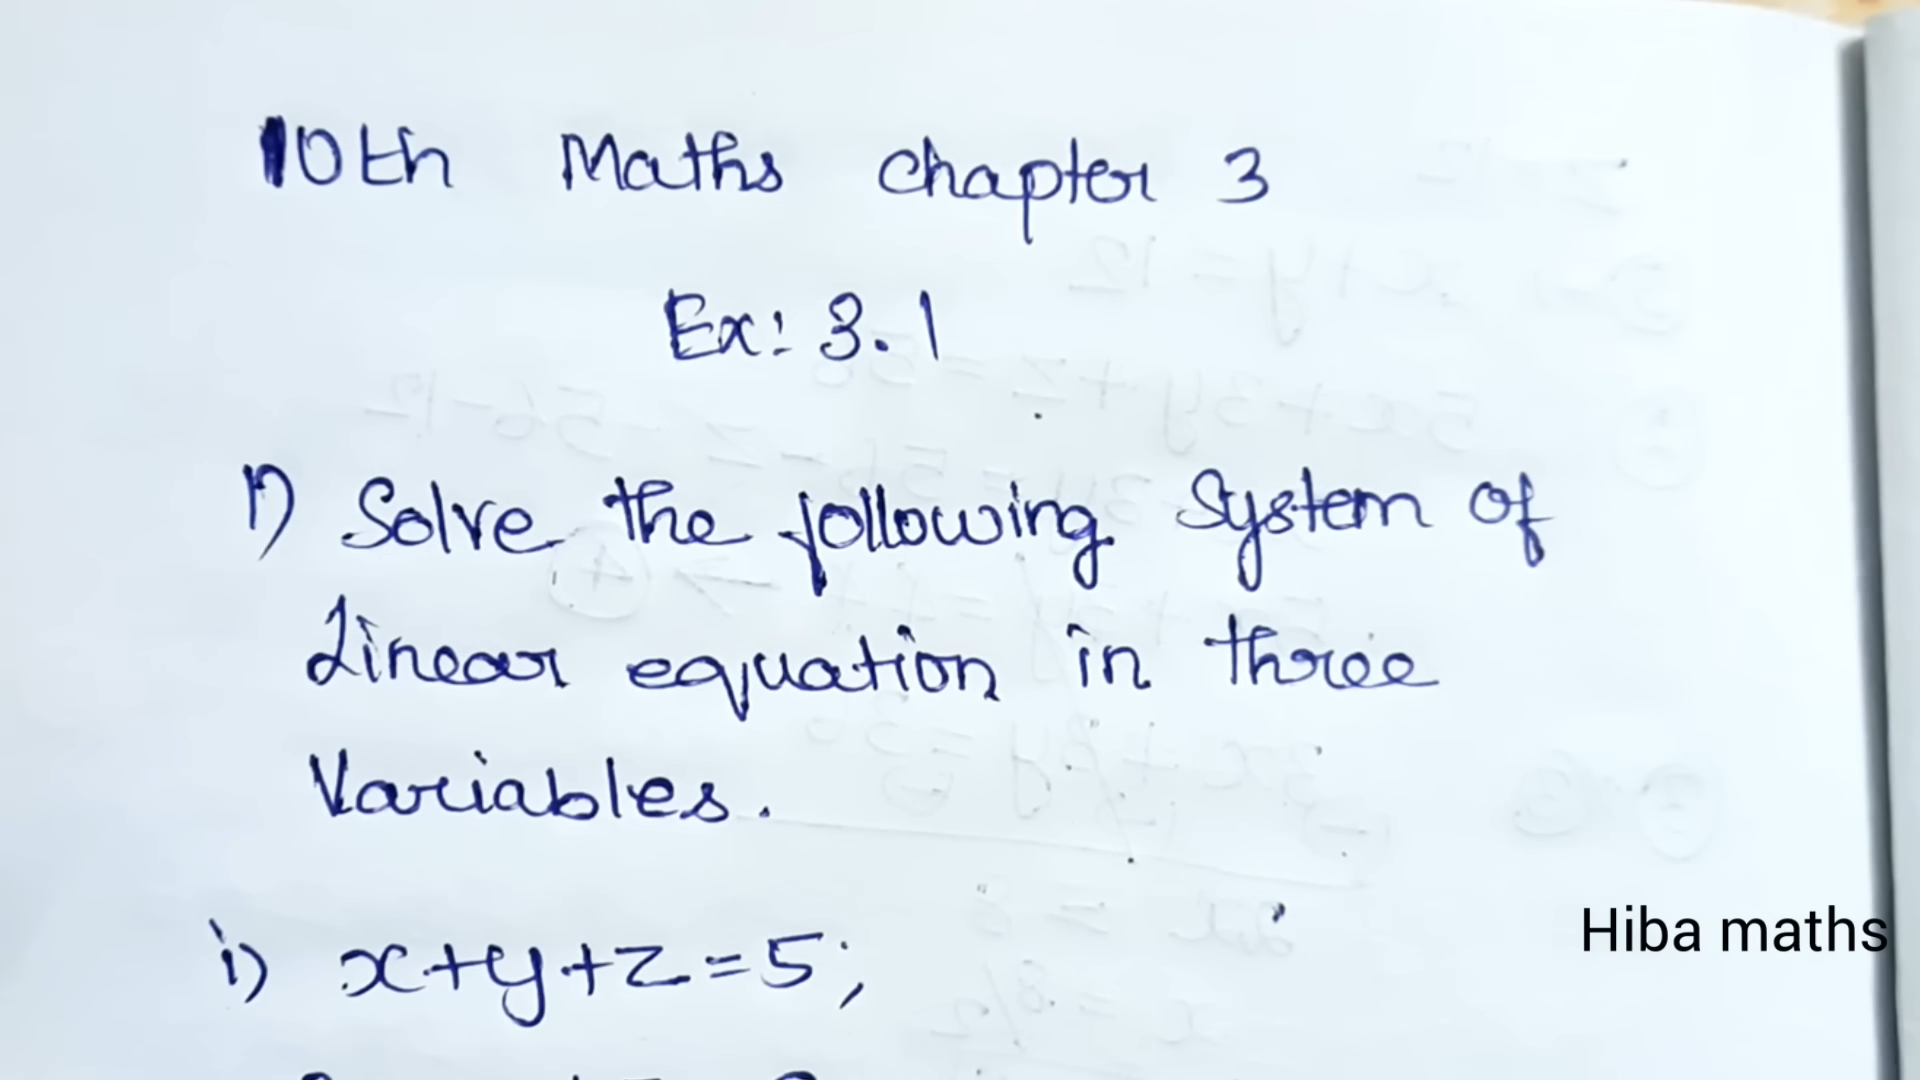 10th Maths chapter 3
Ex: 3.1
1) Solve the following System of
Linear equation in three
Variables.
i) x+y+z=5;
Hiba maths